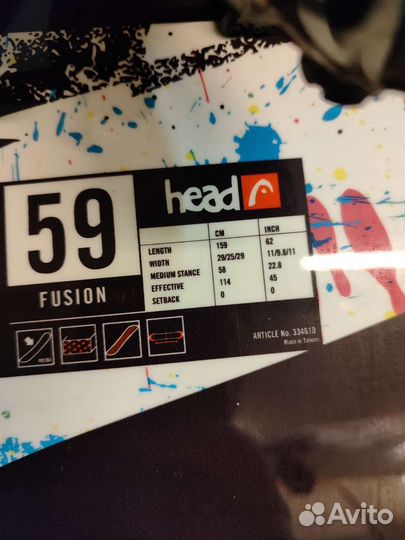 59
FUSION
head
CM INCH
LENGTH 159 62
WIDTH 29/25/29 11/9.8/11
MEDIUM STANCE 58 22.8
EFFECTIVE 114 45
SETBACK 0 0
ARTICLE No. 334610
Made in Taiwan
Avito